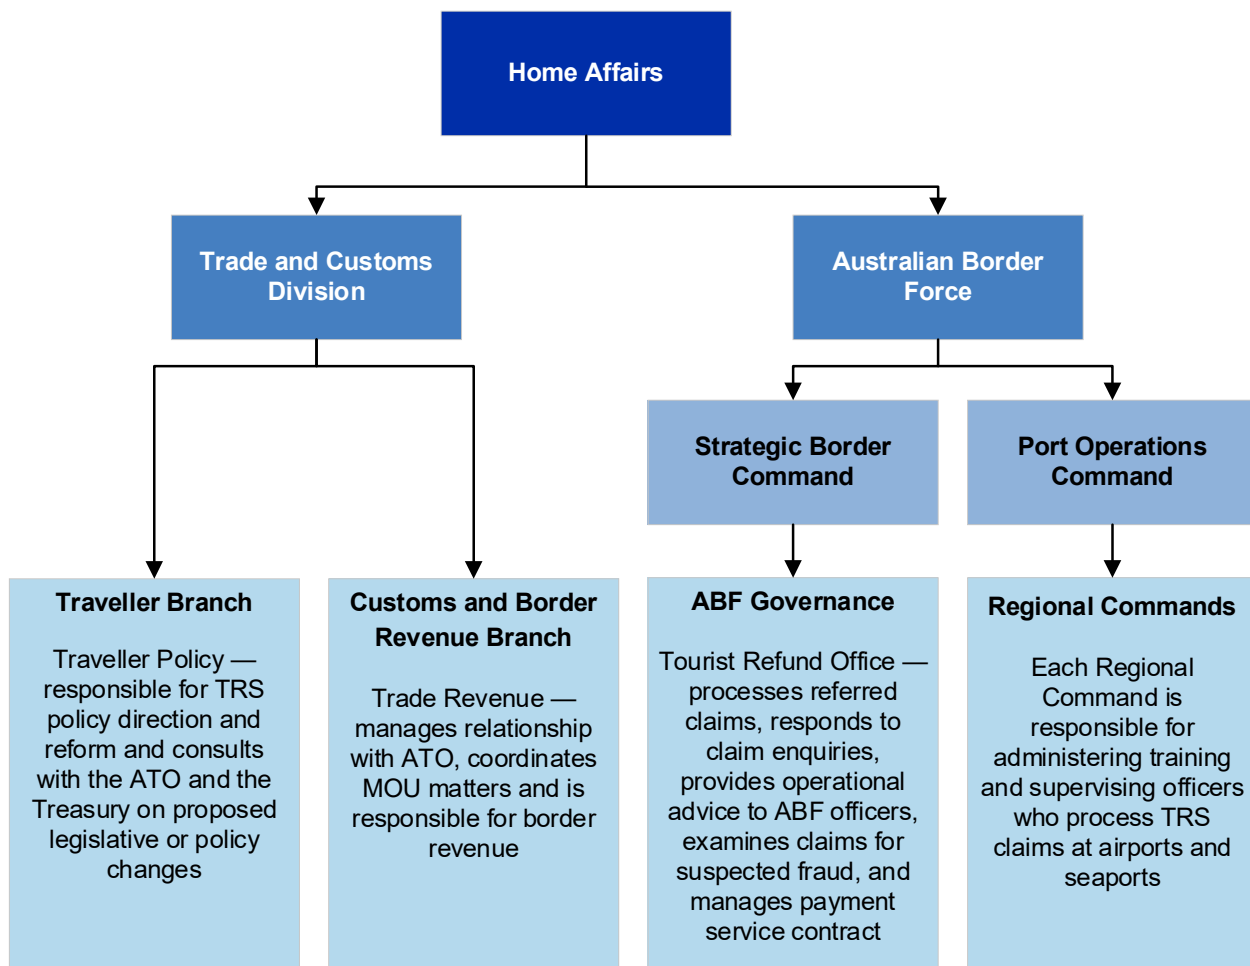 Home Affairs
Trade and Customs
Division
Australian Border
Force
Strategic Border
Command
Port Operations
Command
Traveller Branch
Traveller Policy —
responsible for TRS
policy direction and
reform and consults
with the ATO and the
Treasury on proposed
legislative or policy
changes
Customs and Border
Revenue Branch
Trade Revenue —
manages relationship
with ATO, coordinates
MOU matters and is
responsible for border
revenue
ABF Governance
Tourist Refund Office —
processes referred
claims, responds to
claim enquiries,
provides operational
advice to ABF officers,
examines claims for
suspected fraud, and
manages payment
service contract
Regional Commands
Each Regional
Command is
responsible for
administering training
and supervising officers
who process TRS
claims at airports and
seaports